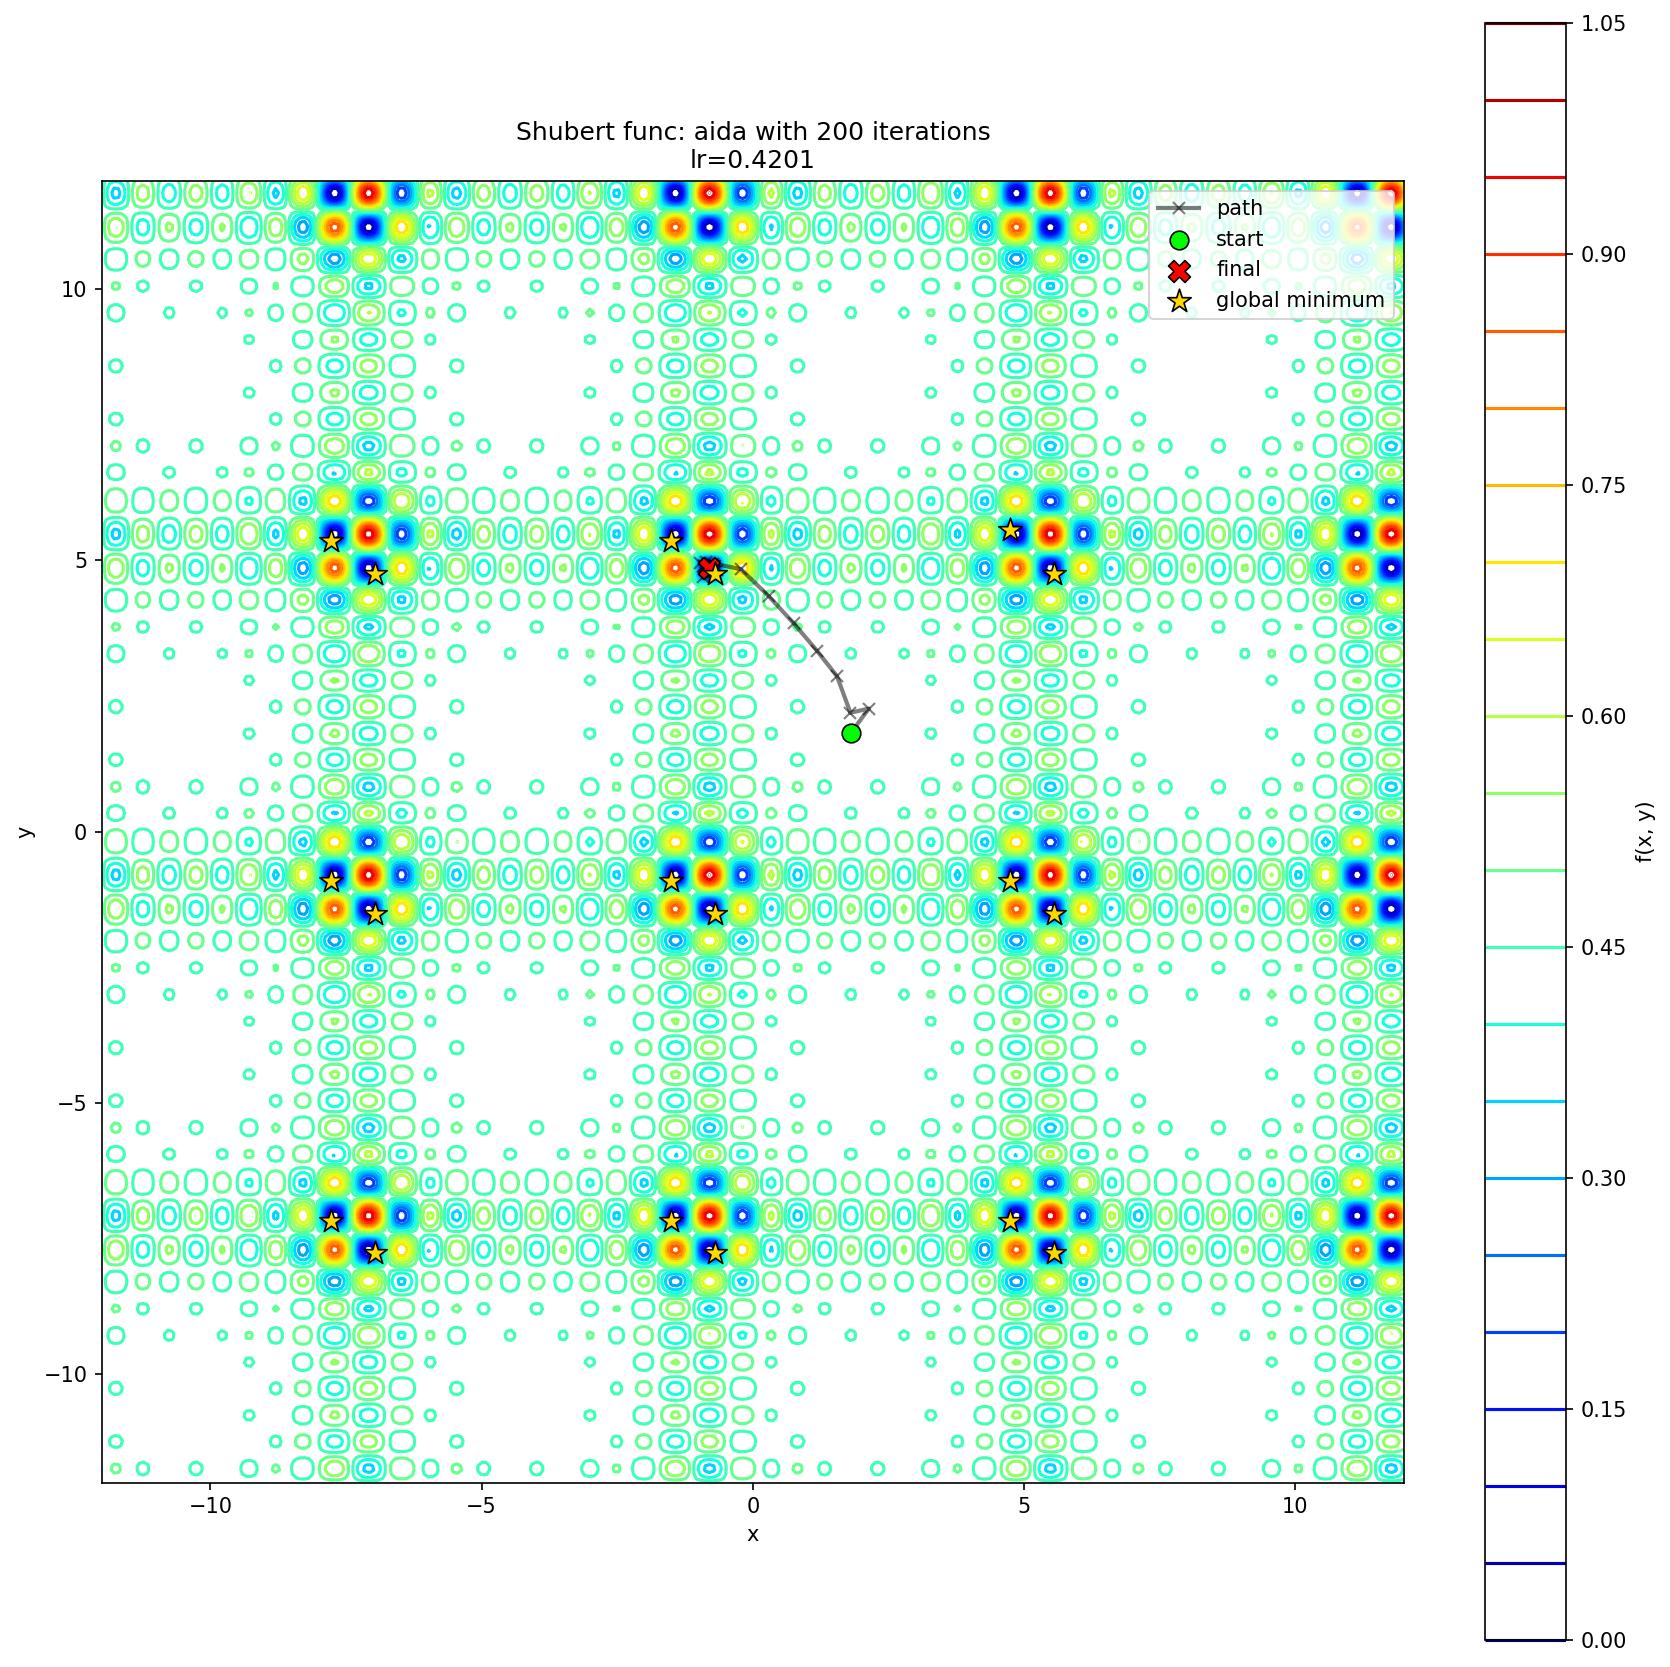 Shubert func: aida with 200 iterations
lr=0.4201
path
start
final
global minimum
10
5
0
−5
−10
y
−10
−5
0
5
10
x
1.05
0.90
0.75
0.60
0.45
0.30
0.15
0.00
f(x, y)